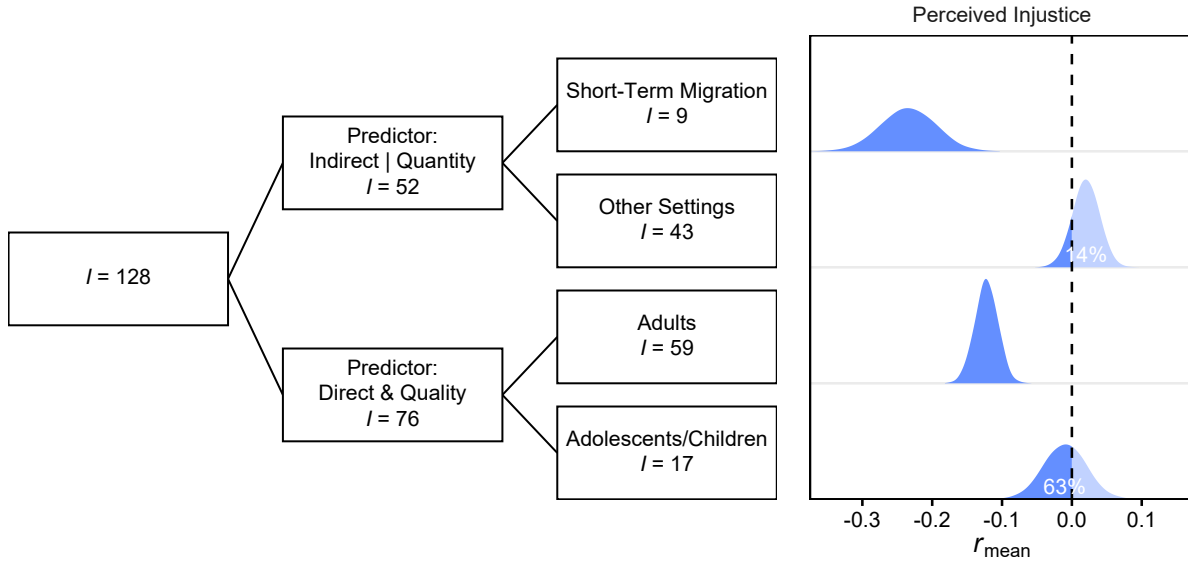 Perceived Injustice
Short-Term Migration
I = 9
Predictor:
Indirect | Quantity
I = 52
Other Settings
I = 43
14%
I = 128
Adults
I = 59
Predictor:
Direct & Quality
I = 76
Adolescents/Children
I = 17
63%
-0.3 -0.2 -0.1 0.0 0.1
r mean